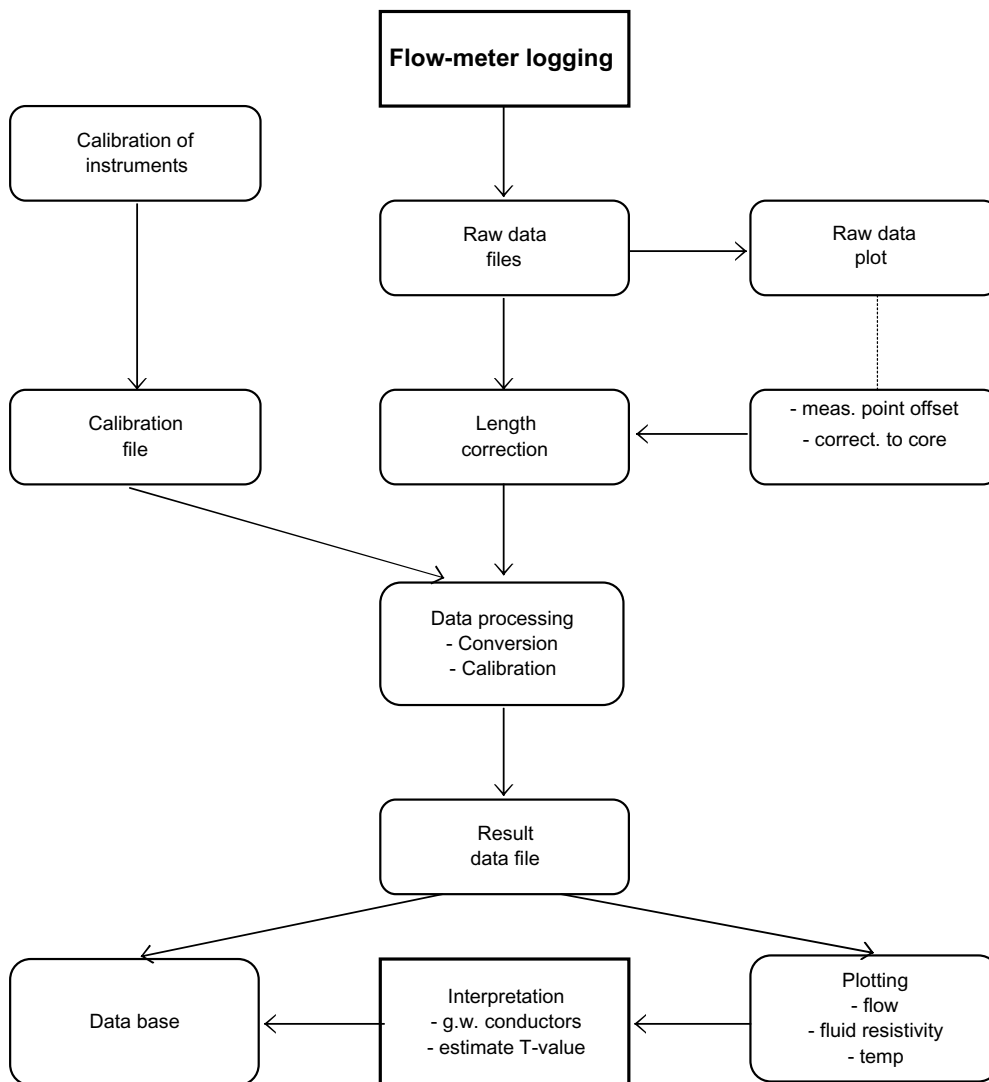 Flow-meter logging
Calibration of
instruments
Raw data
files
Raw data
plot
Calibration
file
Length
correction
- meas. point offset
- correct. to core
Data processing
- Conversion
- Calibration
Result
data file
Data base
Interpretation
- g.w. conductors
- estimate T-value
Plotting
- flow
- fluid resistivity
- temp